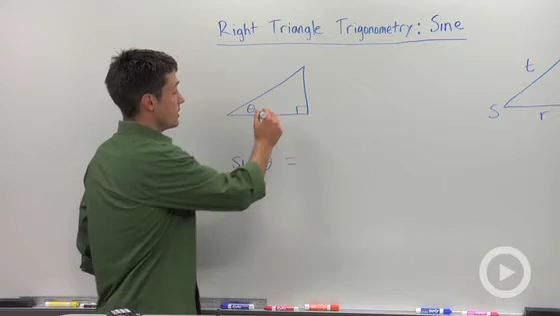 Right Triangle Trigonometry: Sine
t
θ
S
r
sin θ =